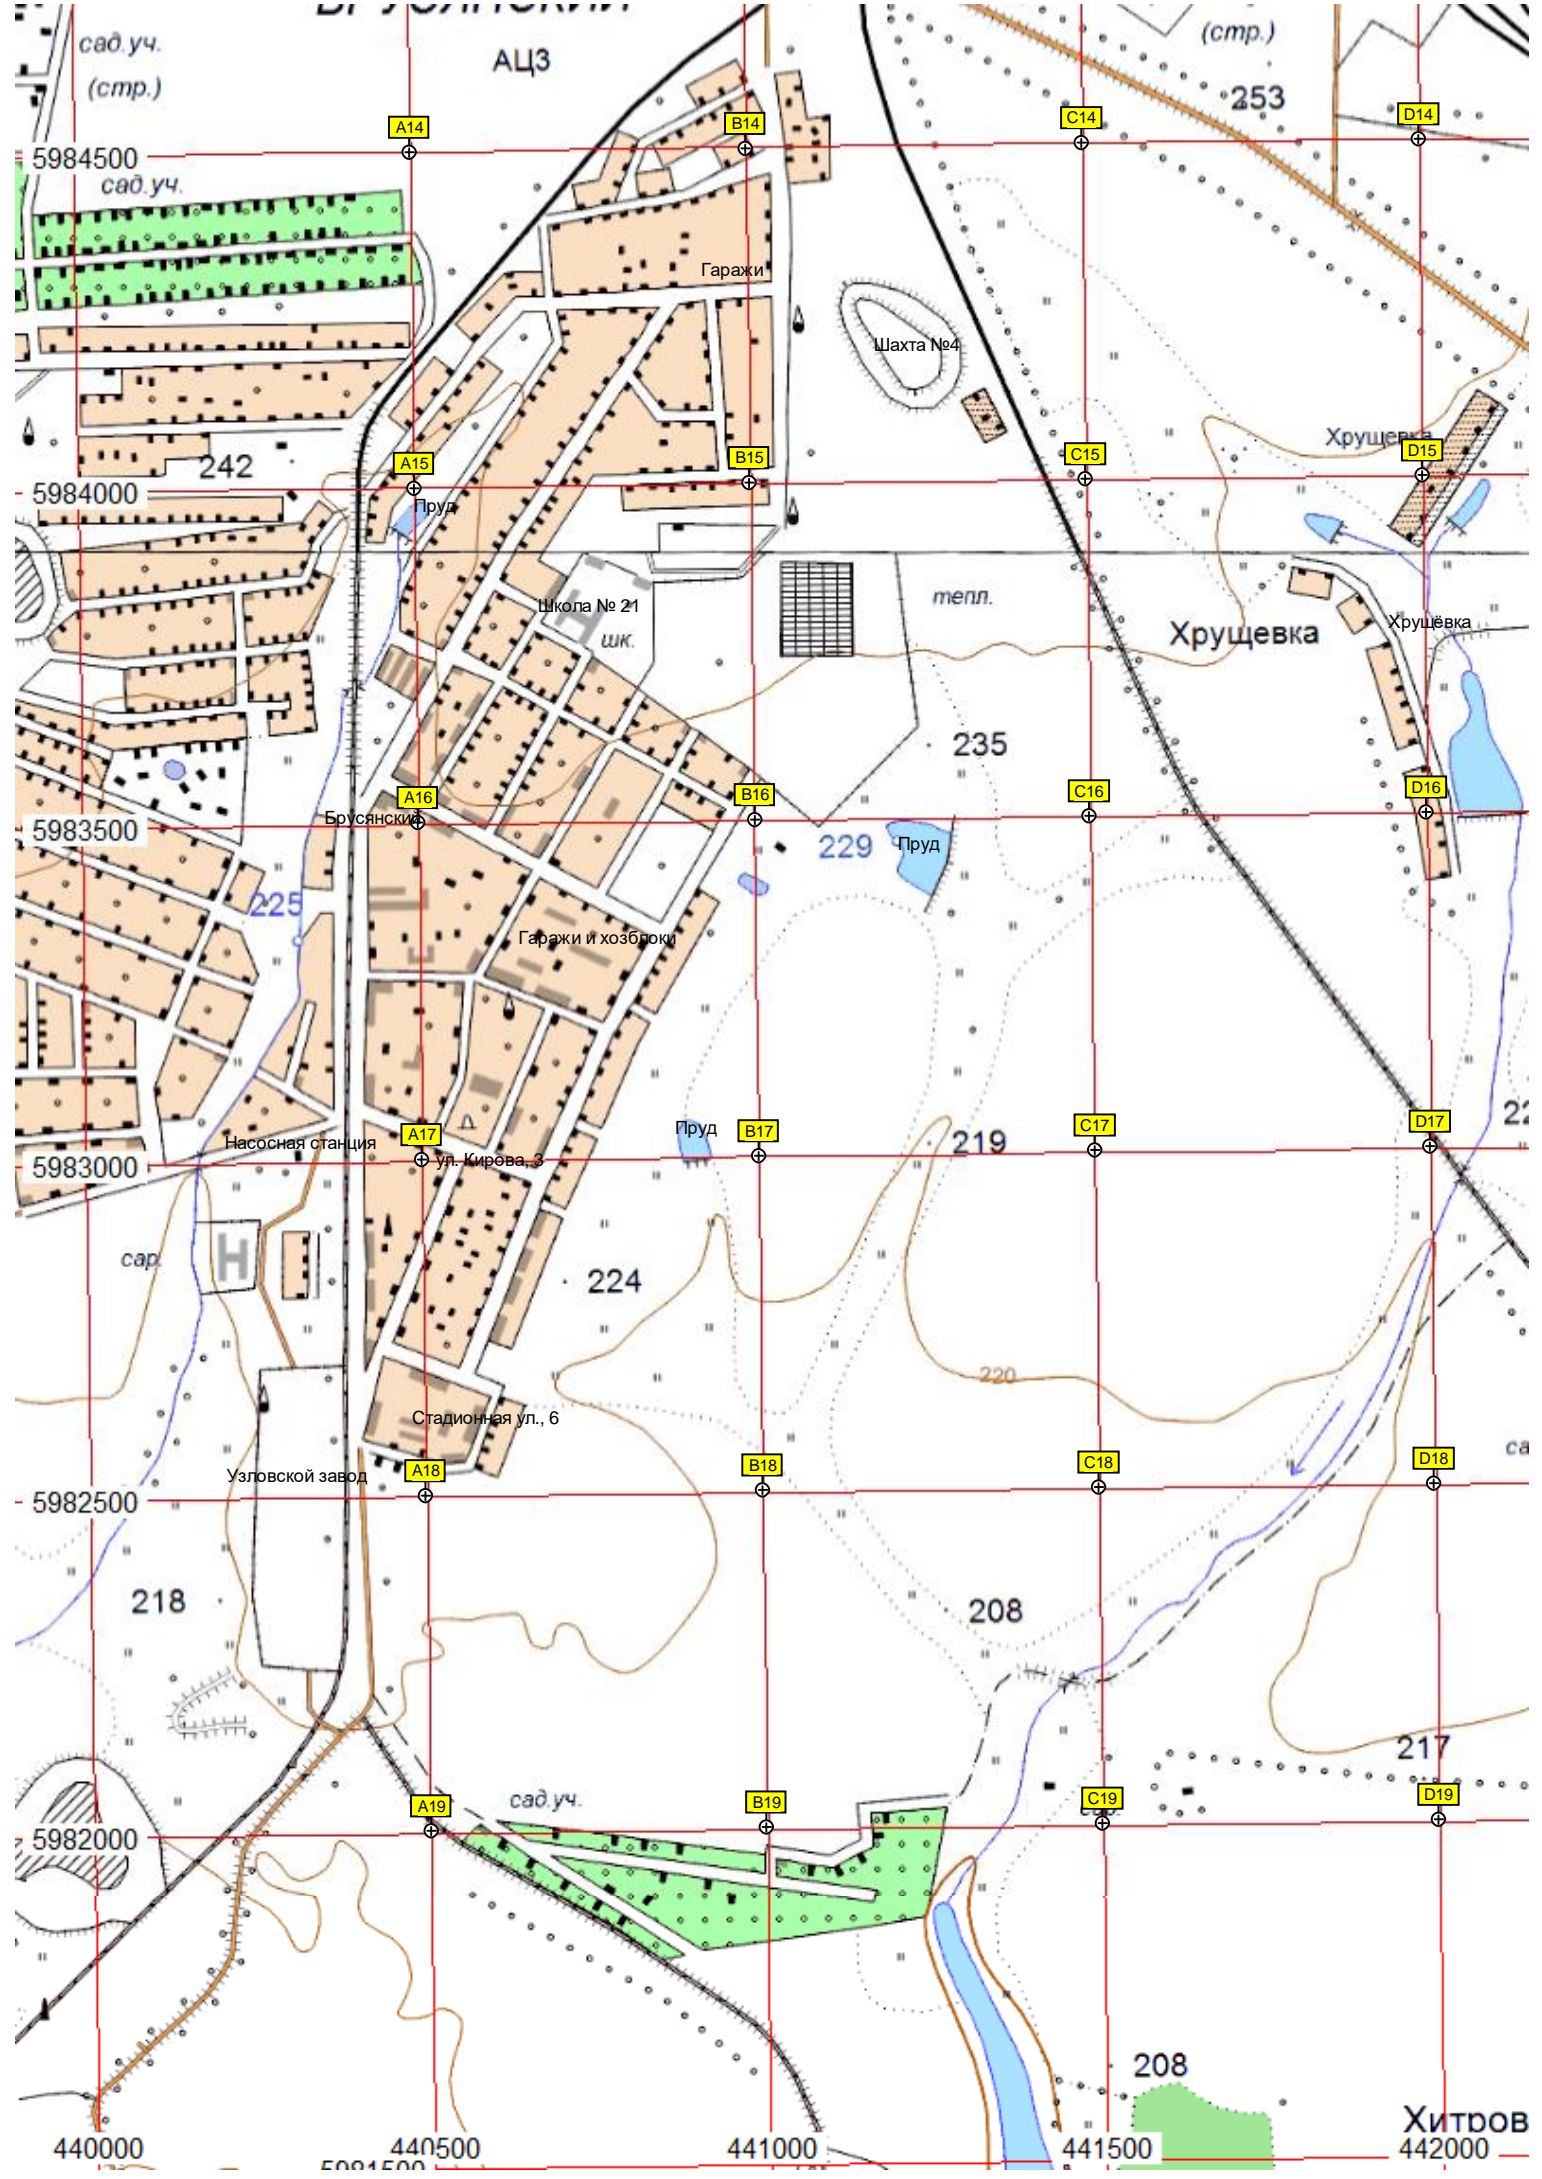 БРУСЯНСКИЙ
сад.уч.
(стр.)
АЦЗ
(стр.)
253
A14
B14
C14
D14
5984500
сад.уч.
Гаражи
Шахта №4
Хрущевка
242
A15
B15
C15
D15
5984000
Пруд
Школа № 21
шк.
тепл.
Хрущевка
Хрущёвка
235
A16
B16
C16
D16
Брусянский
5983500
229
Пруд
225
Гаражи и хозблоки
Насосная станция
A17
Пруд
B17
C17
D17
219
5983000
ул. Кирова, 3
сар.
224
220
Стадионная ул., 6
Узловской завод
A18
B18
C18
D18
5982500
218
208
217
сад.уч.
A19
B19
C19
D19
5982000
208
Хитров
440000
440500
441000
441500
442000
5981500